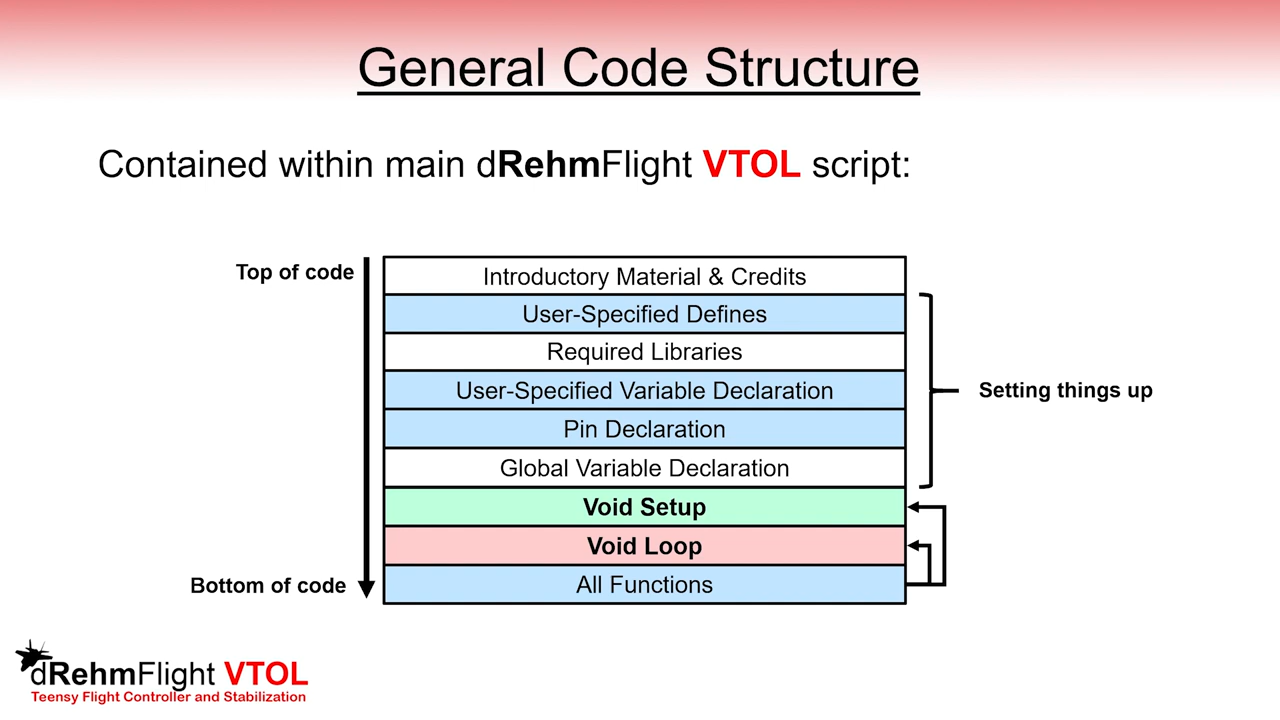 General Code Structure
Contained within main dRehmFlight VTOL script:
Top of code
Introductory Material & Credits
User-Specified Defines
Required Libraries
User-Specified Variable Declaration
Setting things up
Pin Declaration
Global Variable Declaration
Void Setup
Void Loop
Bottom of code
All Functions
dRehmFlight VTOL
Teensy Flight Controller and Stabilization